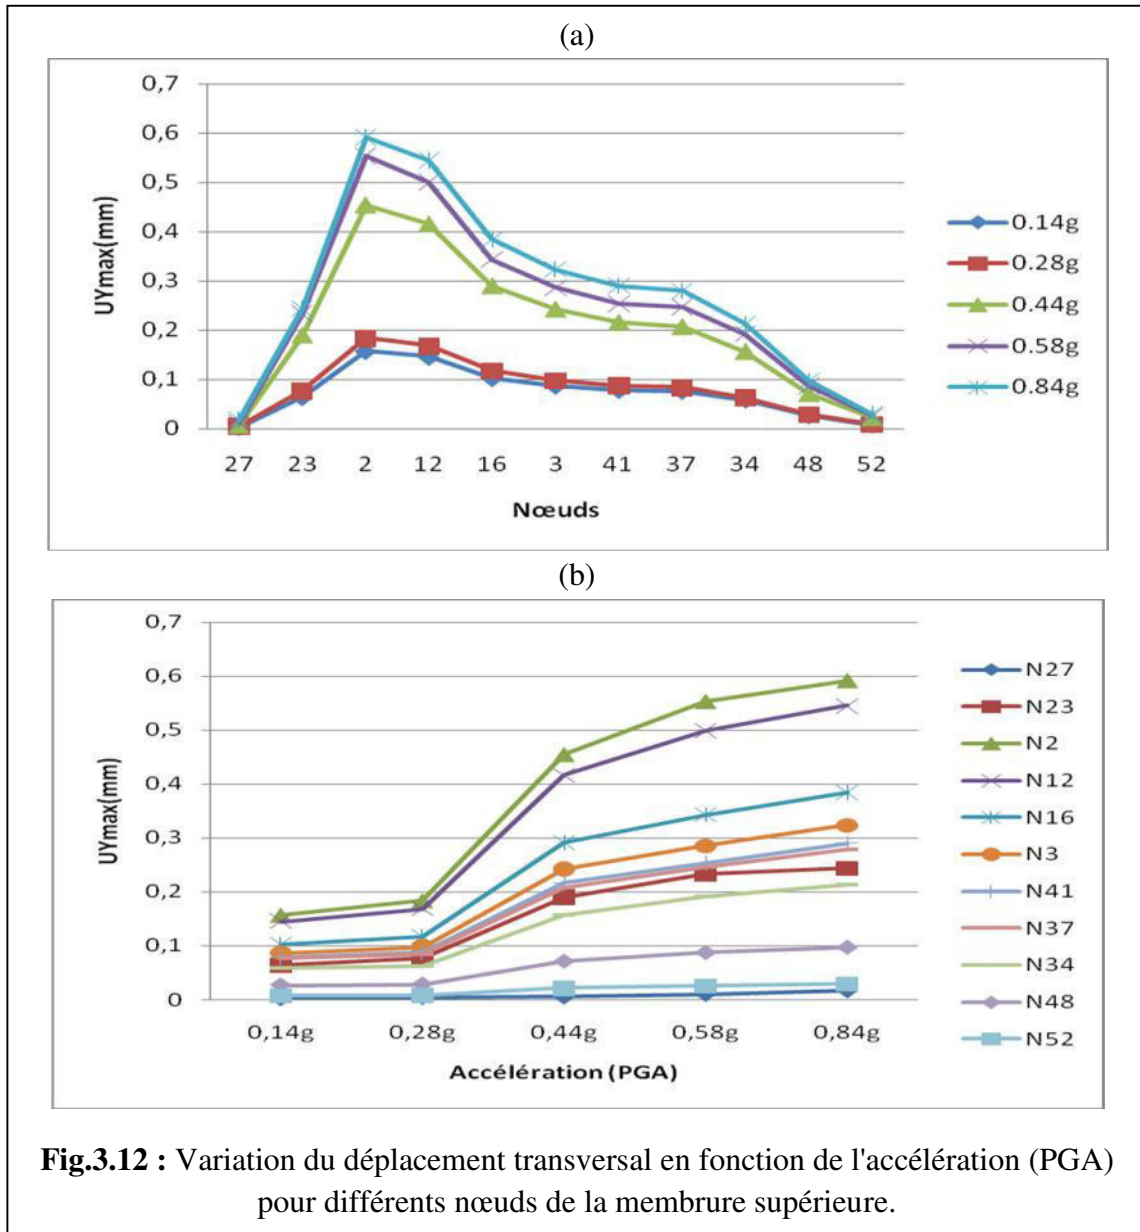 (a)
0,7
0,6
0,5
0,4
0,3
0,2
0,1
0
UYmax(mm)
27 23 2 12 16 3 41 37 34 48 52
Nœuds
0.14g
0.28g
0.44g
0.58g
0.84g
(b)
0,7
0,6
0,5
0,4
0,3
0,2
0,1
0
UYmax(mm)
0,14g 0,28g 0,44g 0,58g 0,84g
Accélération (PGA)
N27
N23
N2
N12
N16
N3
N41
N37
N34
N48
N52
Fig.3.12 : Variation du déplacement transversal en fonction de l'accélération (PGA)
pour différents nœuds de la membrure supérieure.